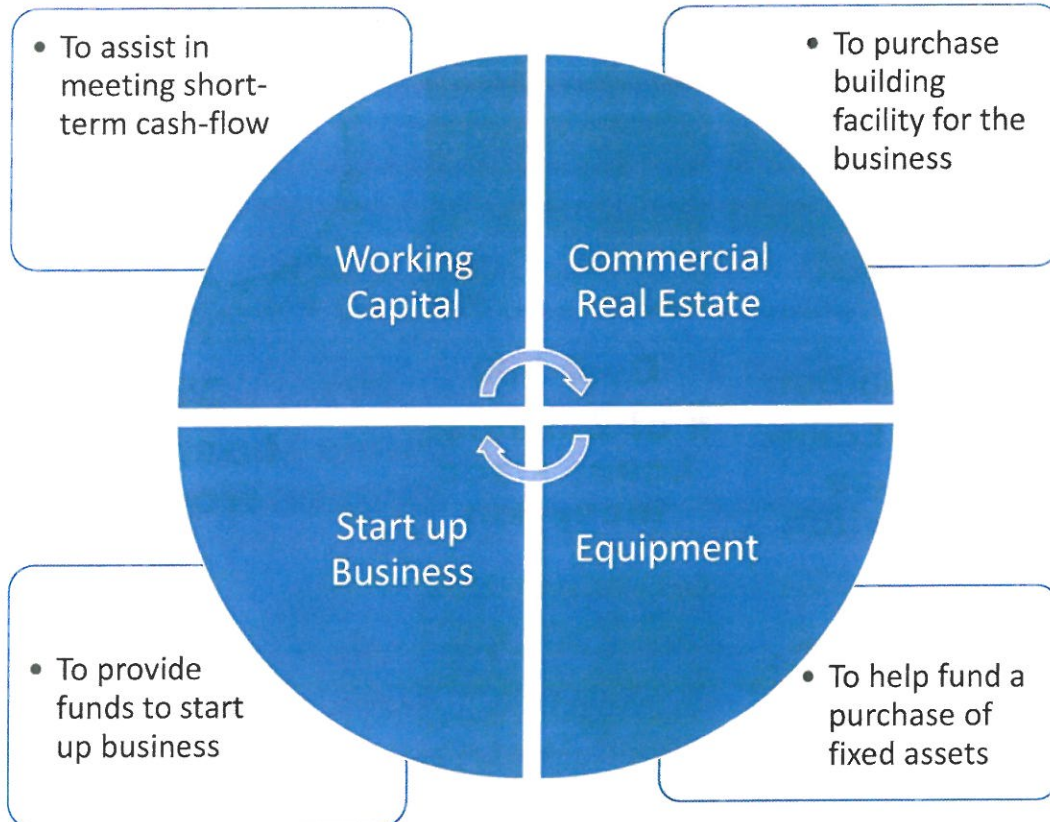 • To assist in
meeting short-
term cash-flow
• To purchase
building
facility for the
business
Working
Capital
Commercial
Real Estate
Start up
Business
Equipment
• To provide
funds to start
up business
• To help fund a
purchase of
fixed assets